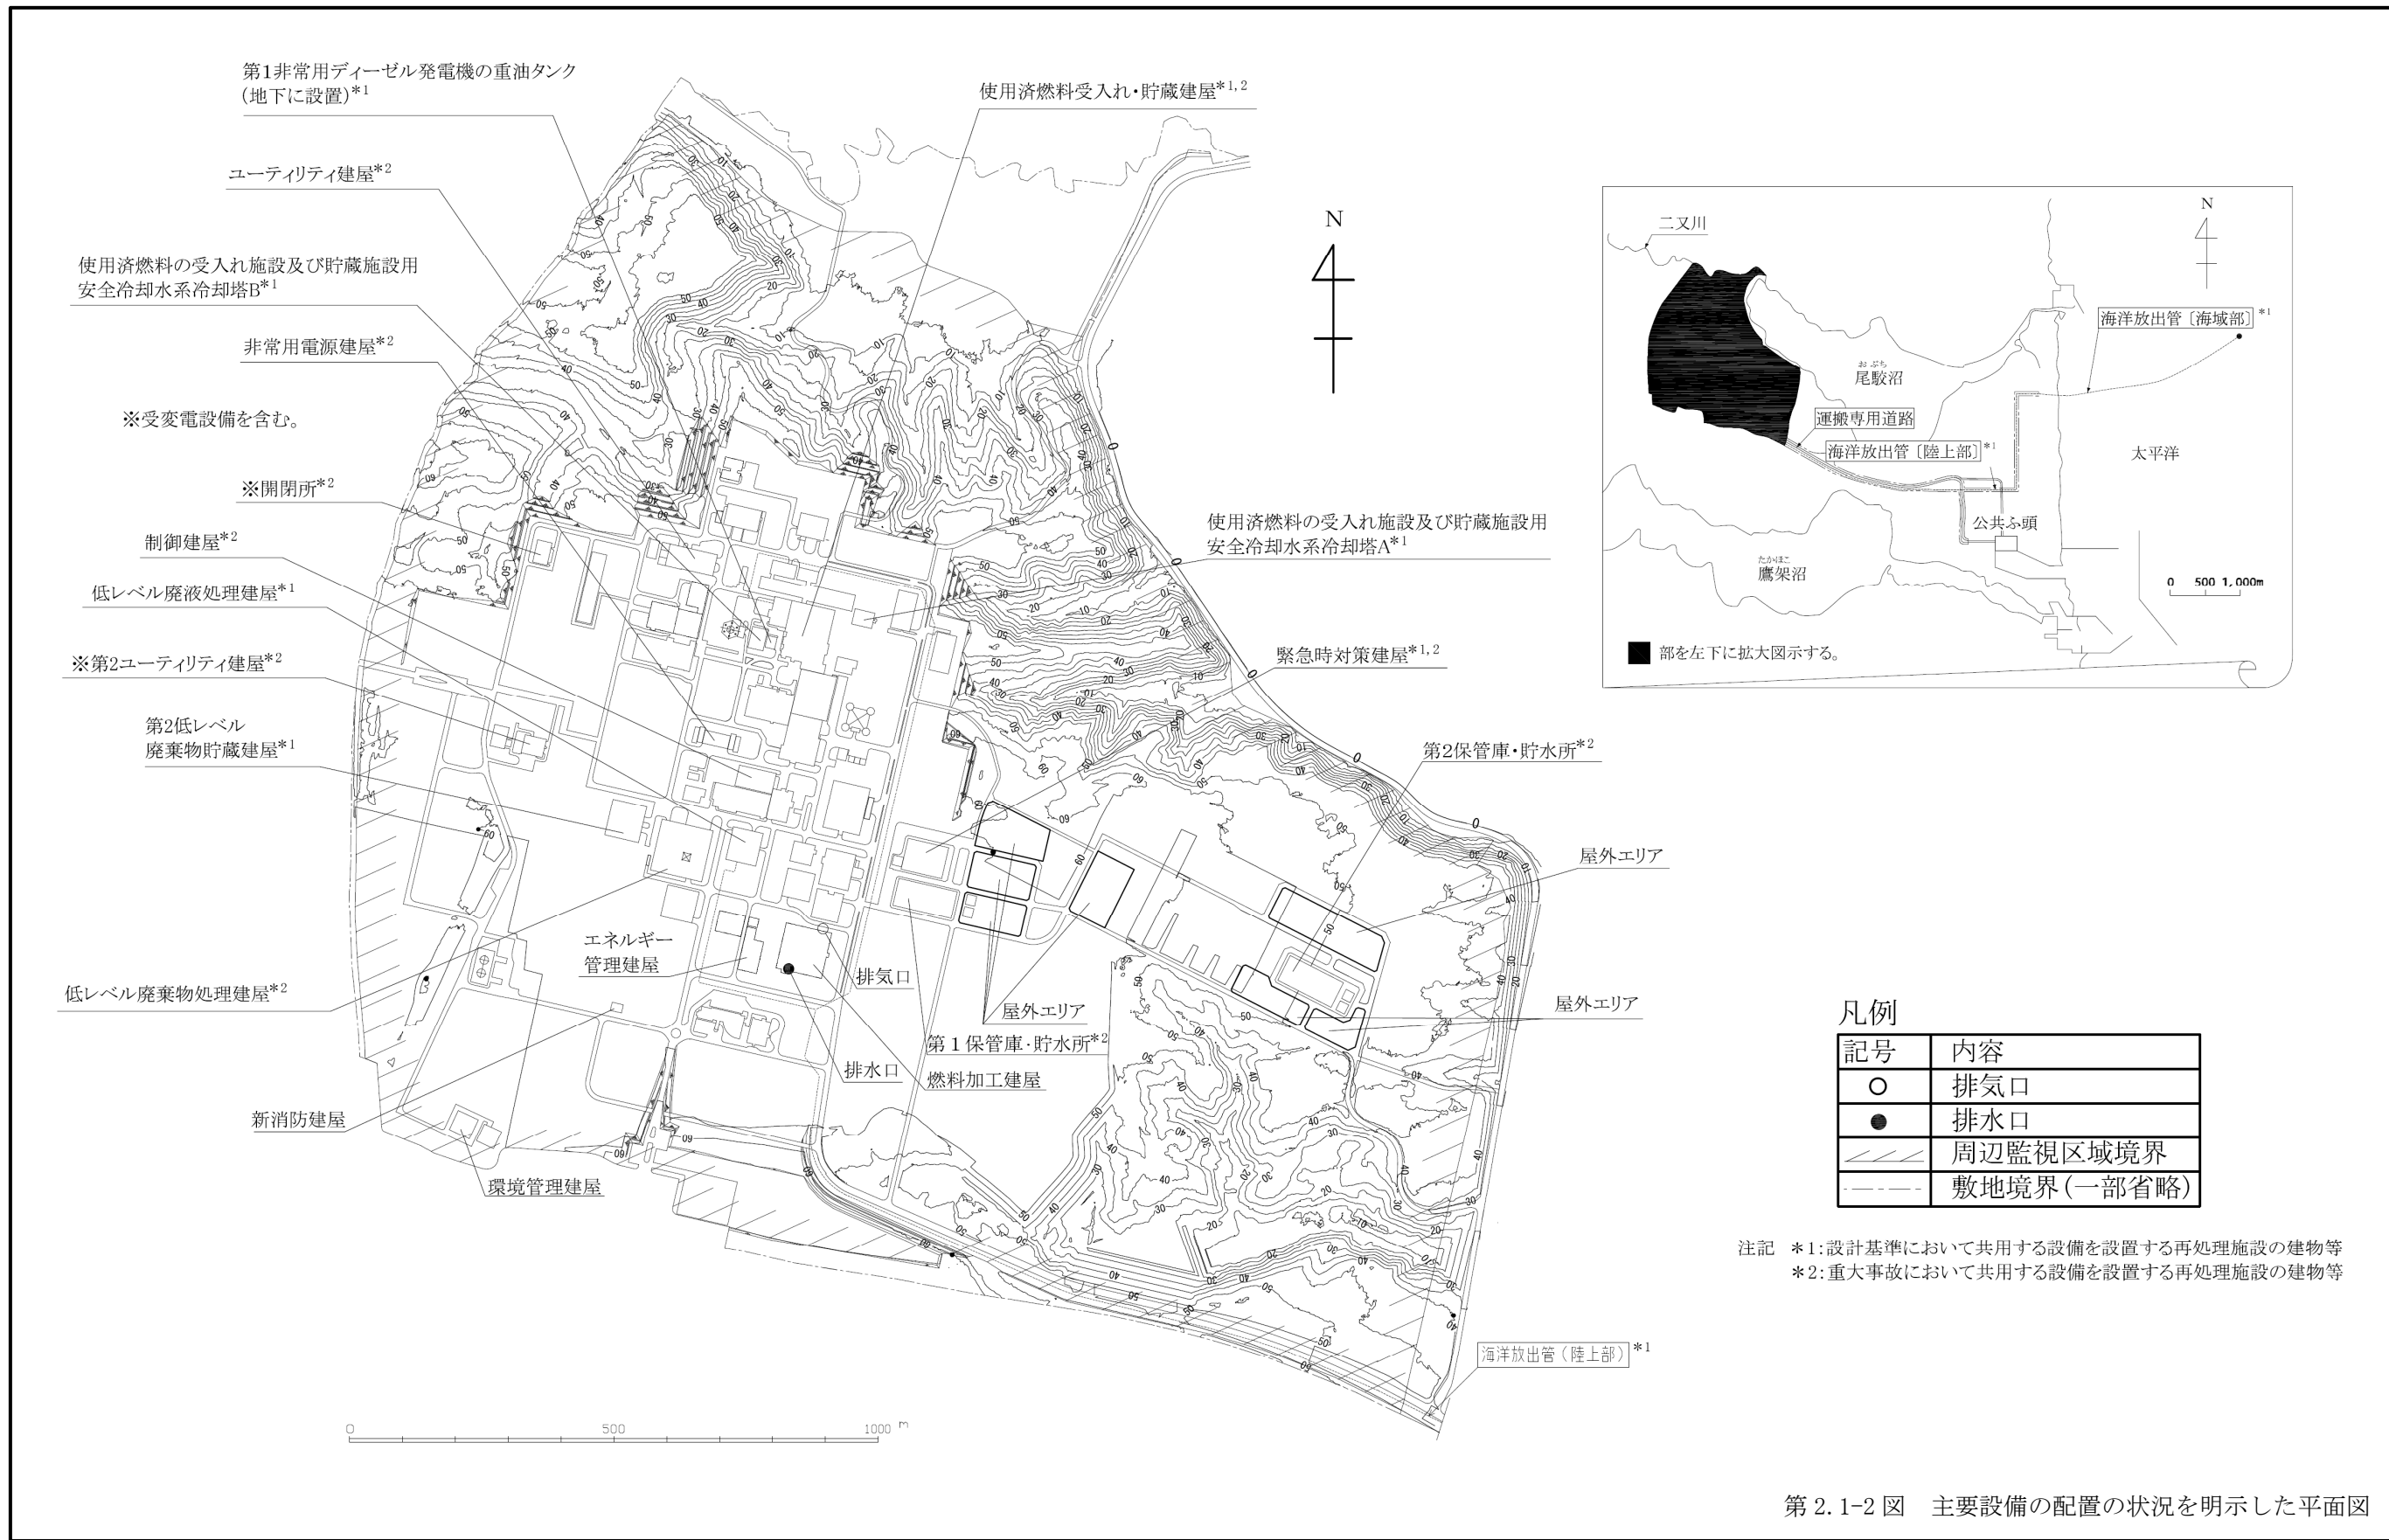 第1非常用ディーゼル発電機の重油タンク
(地下に設置)*1
使用済燃料受入れ・貯蔵建屋*1,2
ユーティリティ建屋*2
使用済燃料の受入れ施設及び貯蔵施設用
安全冷却水系冷却塔B*1
非常用電源建屋*2
※受変電設備を含む。
※開閉所*2
制御建屋*2
低レベル廃液処理建屋*1
※第2ユーティリティ建屋*2
第2低レベル
廃棄物貯蔵建屋*1
低レベル廃棄物処理建屋*2
新消防建屋
環境管理建屋
エネルギー
管理建屋
排気口
排水口
屋外エリア
第1保管庫・貯水所*2
燃料加工建屋
N
使用済燃料の受入れ施設及び貯蔵施設用
安全冷却水系冷却塔A*1
緊急時対策建屋*1,2
第2保管庫・貯水所*2
屋外エリア
屋外エリア
海洋放出管(陸上部)*1
0 500 1000 m
二又川
N
海洋放出管〔海域部〕*1
おぶち
尾駮沼
運搬専用道路
海洋放出管〔陸上部〕*1
太平洋
公共ふ頭
たかほこ
鷹架沼
0 500 1,000m
部を左下に拡大図示する。
凡例
記号 内容
排気口
排水口
周辺監視区域境界
敷地境界(一部省略)
注記 *1:設計基準において共用する設備を設置する再処理施設の建物等
*2:重大事故において共用する設備を設置する再処理施設の建物等
第2.1-2図 主要設備の配置の状況を明示した平面図